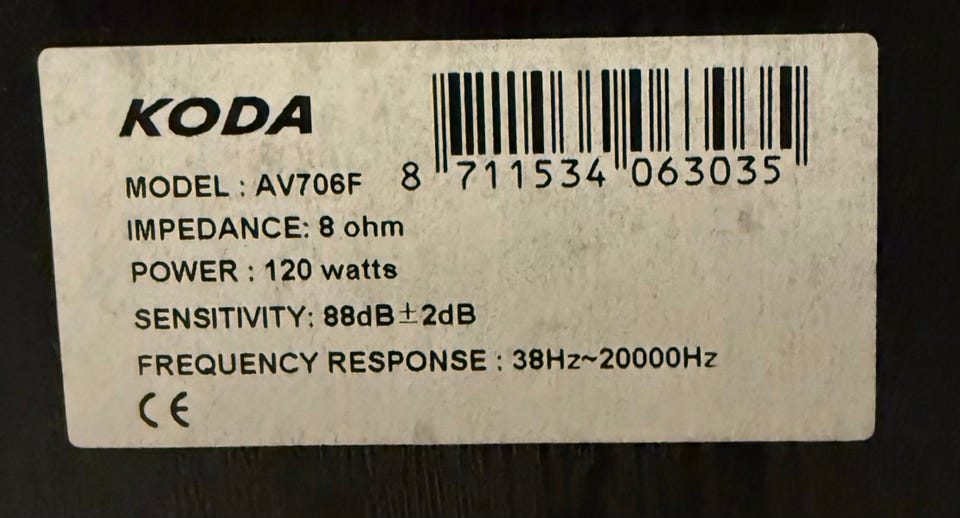 KODA
8 711534 063035
MODEL : AV706F
IMPEDANCE: 8 ohm
POWER : 120 watts
SENSITIVITY: 88dB±2dB
FREQUENCY RESPONSE : 38Hz~20000Hz
CE